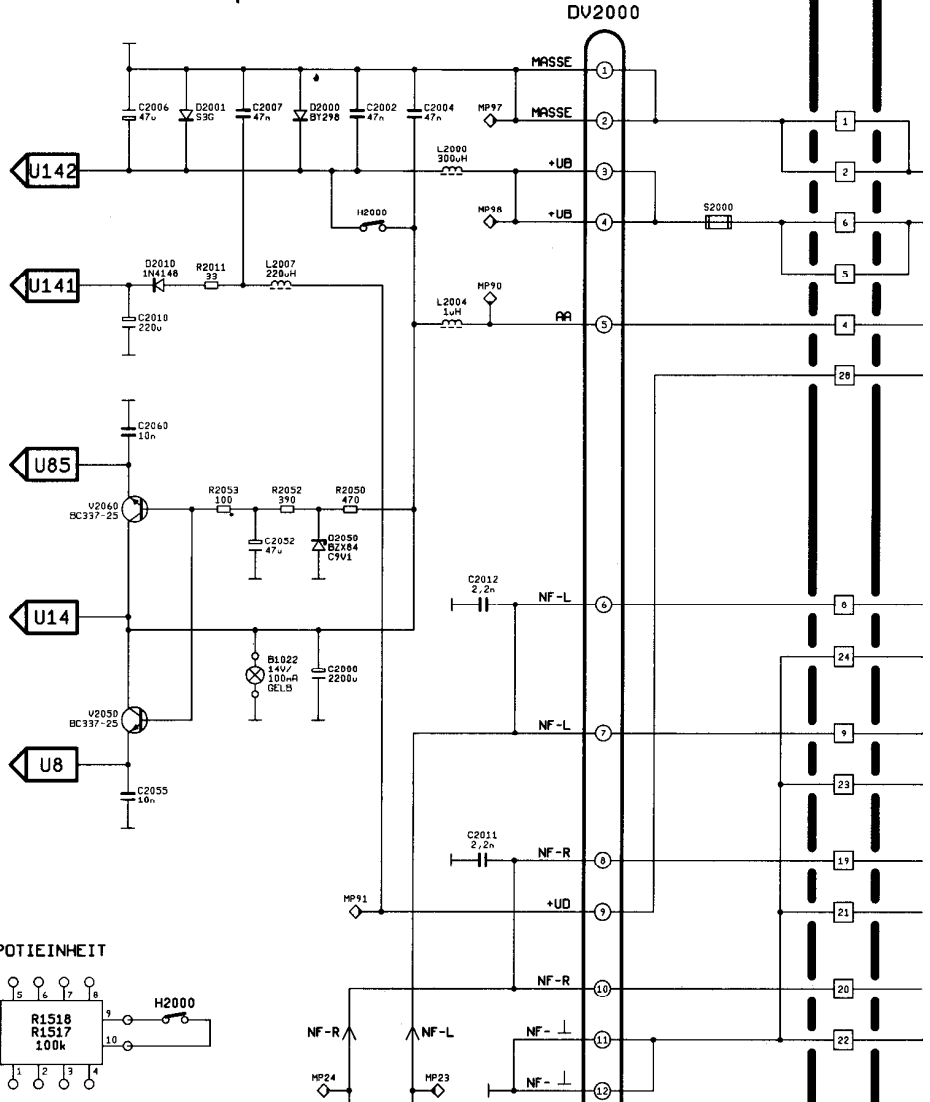 DV2000
MASSE
1
C2006
47u
D2001
S3G
C2007
47n
D2000
BY298
C2002
47n
C2004
47n
MP97
MASSE
2
1
L2000
300uH
+UB
3
2
U142
H2000
MP98
+UB
4
S2000
6
5
D2010
1N4148
R2011
33
L2007
220uH
U141
C2010
220u
MP90
L2004
1uH
AA
5
4
28
C2060
10n
U85
V2060
BC337-25
R2053
100
R2052
390
R2050
470
C2052
47u
D2050
BZX84
C9V1
C2012
2,2n
NF-L
6
8
U14
24
B1022
14V/
100mA
GELB
C2000
2200u
V2050
BC337-25
NF-L
7
9
U8
23
C2055
10n
C2011
2,2n
NF-R
8
19
MP91
+UD
9
21
POTIEINHEIT
5
6
7
8
R1518
R1517
100k
9
10
H2000
1
2
3
4
NF-R
10
20
NF-R
NF-L
NF-
11
22
MP24
MP23
NF-
12